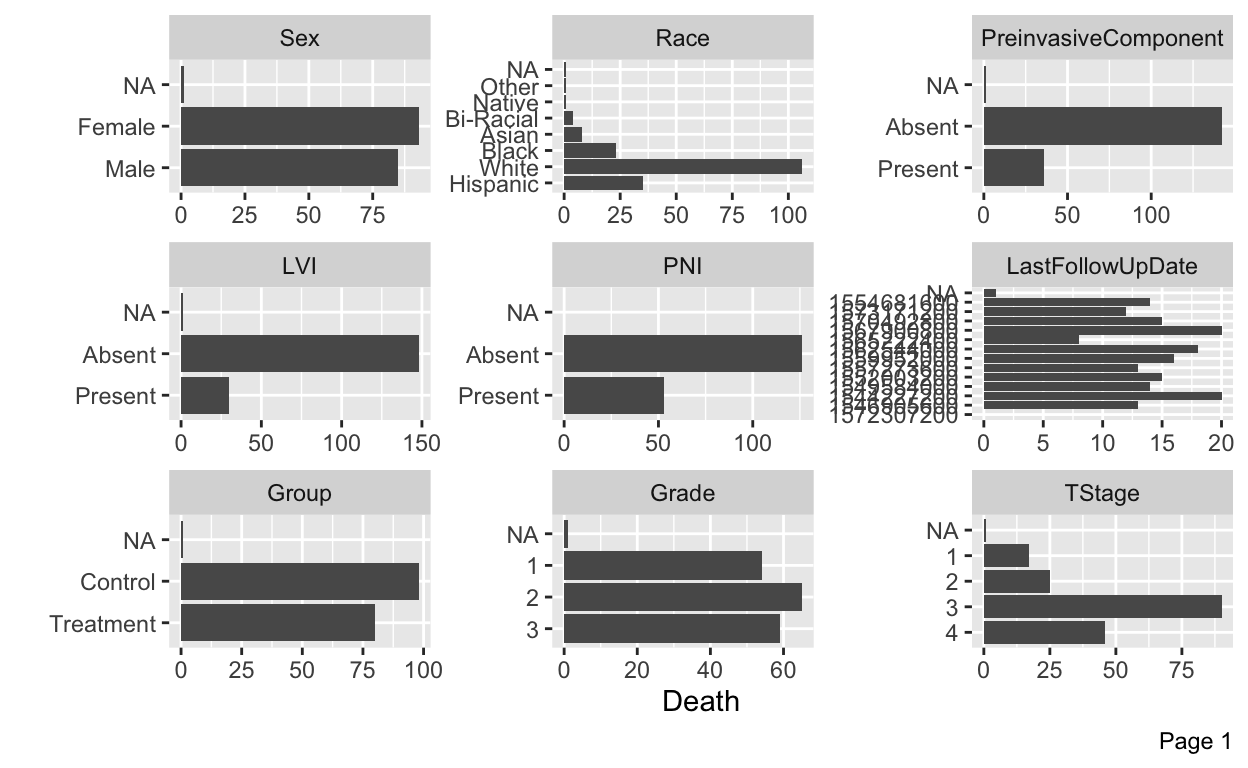 Sex
NA
Female
Male
0 25 50 75
Race
NA
Other
Native
Bi-Racial
Asian
Black
White
Hispanic
0 25 50 75 100
PreinvasiveComponent
NA
Absent
Present
0 50 100
LVI
NA
Absent
Present
0 50 100 150
PNI
NA
Absent
Present
0 50 100
LastFollowUpDate
NA
1554681600
1573171200
1572307200
0 5 10 15 20
Group
NA
Control
Treatment
0 25 50 75 100
Grade
NA
1
2
3
0 20 40 60
TStage
NA
1
2
3
4
0 25 50 75
Death
Page 1